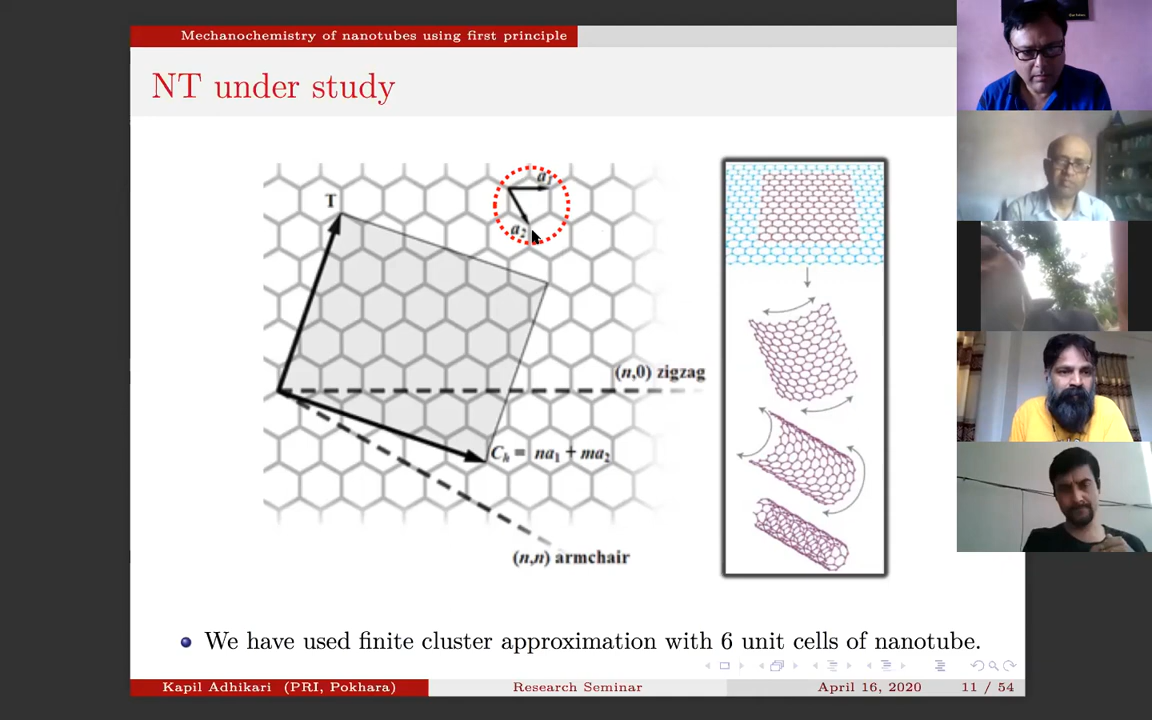 Mechanochemistry of nanotubes using first principle
NT under study
a1
T
a2
(n,0) zigzag
Ch = na1 + ma2
(n,n) armchair
We have used finite cluster approximation with 6 unit cells of nanotube.
Kapil Adhikari (PRI, Pokhara) Research Seminar April 16, 2020 11 / 54